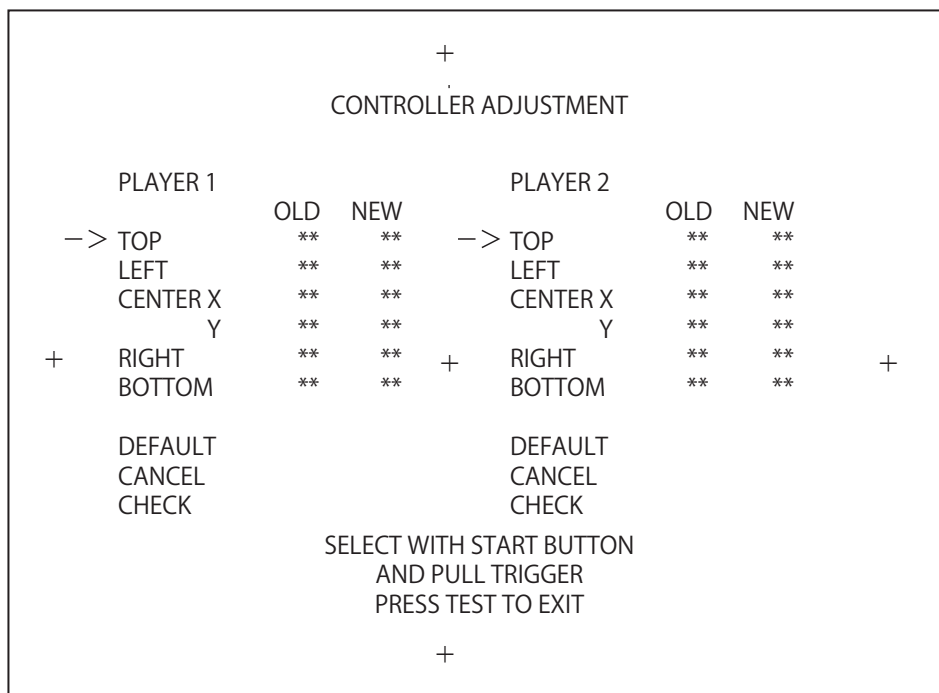 +
CONTROLLER ADJUSTMENT
PLAYER 1 PLAYER 2
OLD NEW OLD NEW
—> TOP ** ** —> TOP ** **
LEFT ** ** LEFT ** **
CENTER X ** ** CENTER X ** **
Y ** ** Y ** **
+ RIGHT ** ** + RIGHT ** ** +
BOTTOM ** ** BOTTOM ** **
DEFAULT DEFAULT
CANCEL CANCEL
CHECK CHECK
SELECT WITH START BUTTON
AND PULL TRIGGER
PRESS TEST TO EXIT
+